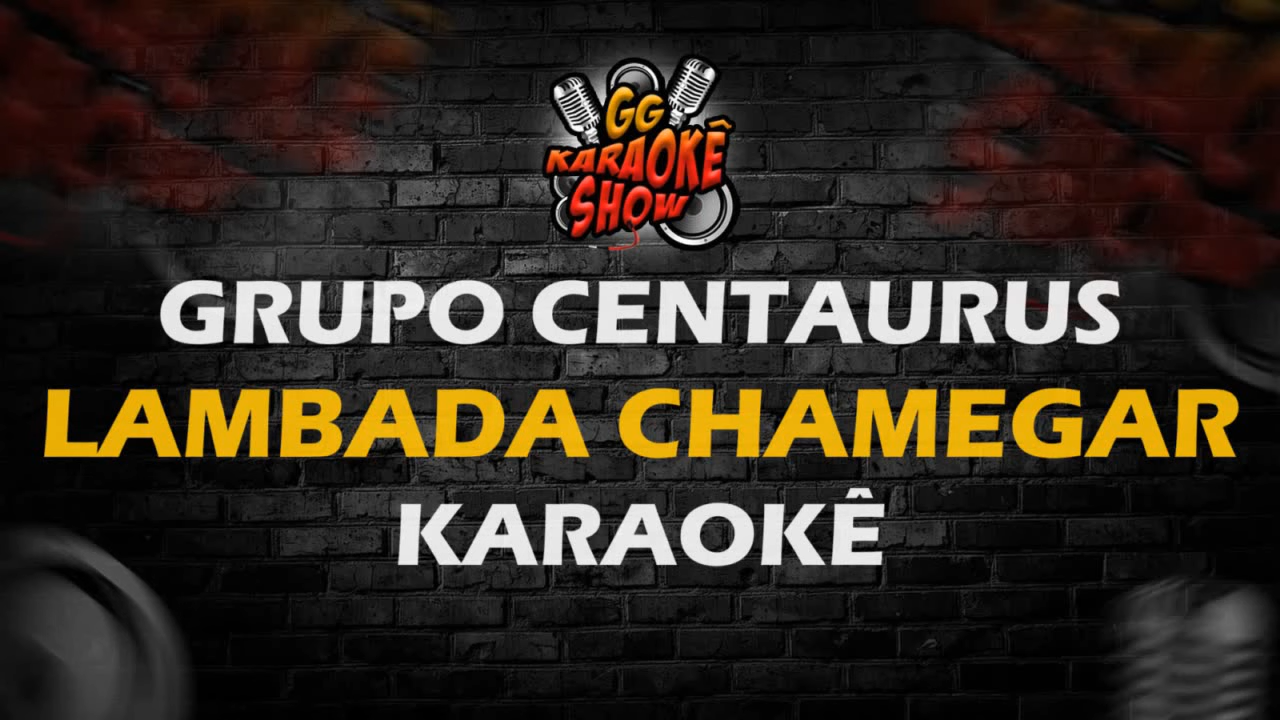 GG
KARAOKÊ
SHOW
GRUPO CENTAURUS
LAMBADA CHAMEGAR
KARAOKÊ